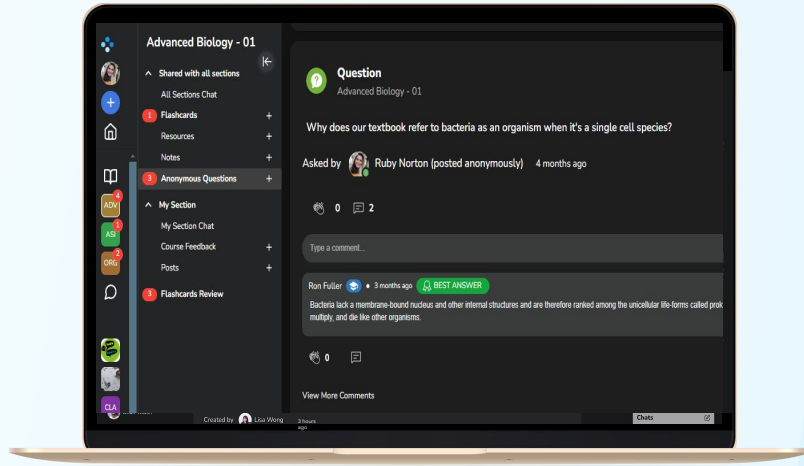 Advanced Biology - 01
Shared with all sections
All Sections Chat
1 Flashcards +
Resources +
Notes +
3 Anonymous Questions +
My Section
My Section Chat
Course Feedback +
Posts +
3 Flashcards Review
ADV 4
ASI 1
ORG 2
CLA
Question
Advanced Biology - 01
Why does our textbook refer to bacteria as an organism when it's a single cell species?
Asked by Ruby Norton (posted anonymously) 4 months ago
0 2
Type a comment...
Ron Fuller • 3 months ago BEST ANSWER
Bacteria lack a membrane-bound nucleus and other internal structures and are therefore ranked among the unicellular life-forms called prok
multiply, and die like other organisms.
0
View More Comments
Created by Lisa Wong
3 hours
ago
Chats